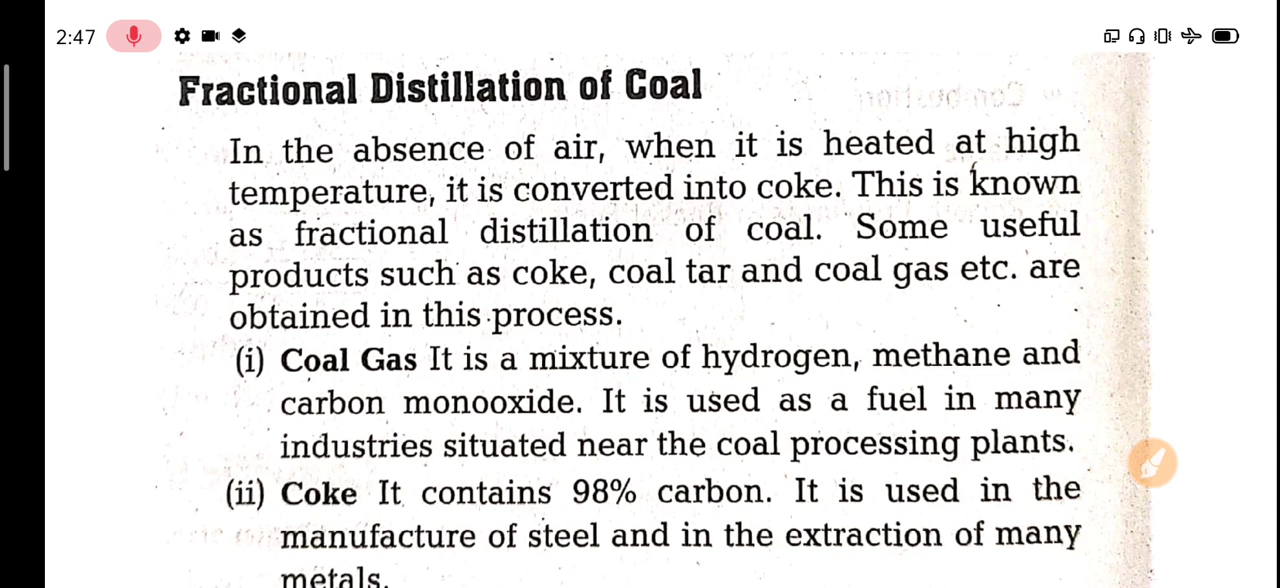 2:47
Fractional Distillation of Coal
In the absence of air, when it is heated at high
temperature, it is converted into coke. This is known
as fractional distillation of coal. Some useful
products such as coke, coal tar and coal gas etc. are
obtained in this process.
(i) Coal Gas It is a mixture of hydrogen, methane and
carbon monooxide. It is used as a fuel in many
industries situated near the coal processing plants.
(ii) Coke It contains 98% carbon. It is used in the
manufacture of steel and in the extraction of many
metals.